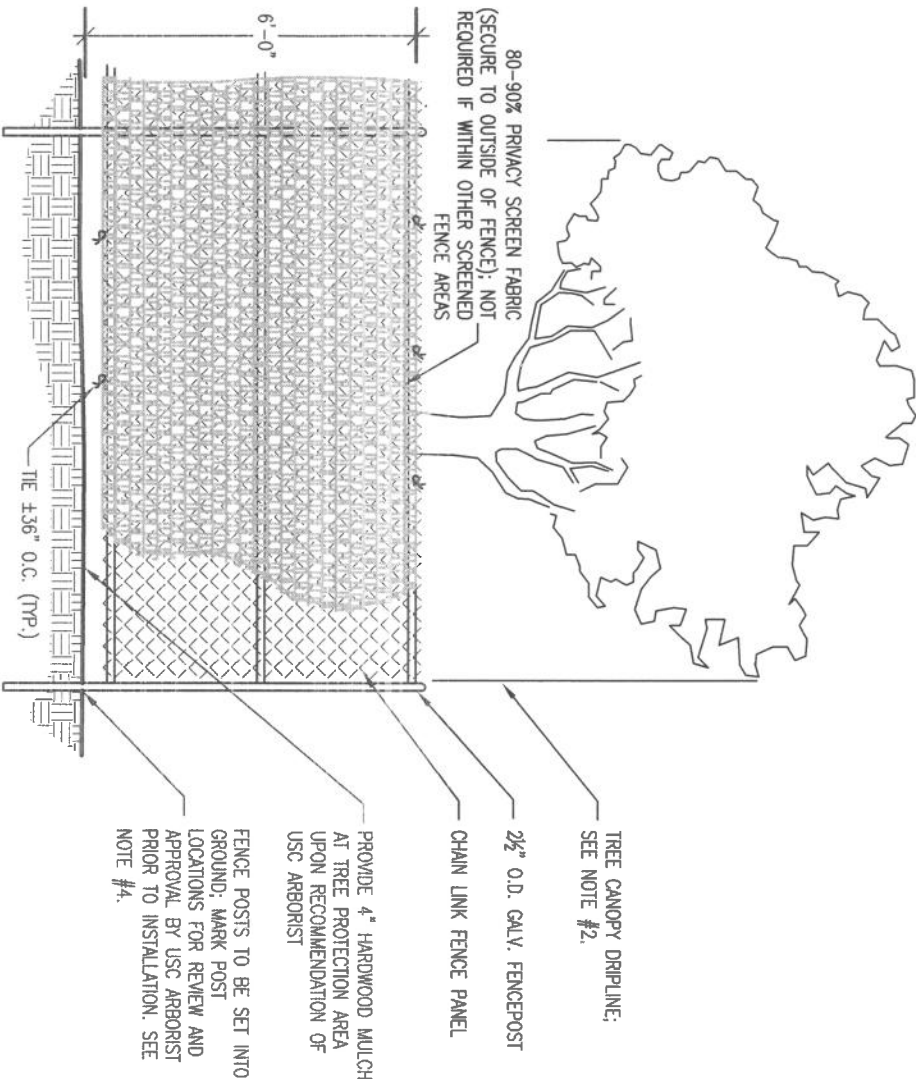 80-90% PRIVACY SCREEN FABRIC
(SECURE TO OUTSIDE OF FENCE); NOT
REQUIRED IF WITHIN OTHER SCREENED
FENCE AREAS
6'-0"
TREE CANOPY DRIPLINE;
SEE NOTE #2.
2½" O.D. GALV. FENCEPOST
CHAIN LINK FENCE PANEL
PROVIDE 4" HARDWOOD MULCH
AT TREE PROTECTION AREA
UPON RECOMMENDATION OF
USC ARBORIST
FENCE POSTS TO BE SET INTO
GROUND; MARK POST
LOCATIONS FOR REVIEW AND
APPROVAL BY USC ARBORIST
PRIOR TO INSTALLATION. SEE
NOTE #4.
TIE ±36" O.C. (TYP.)